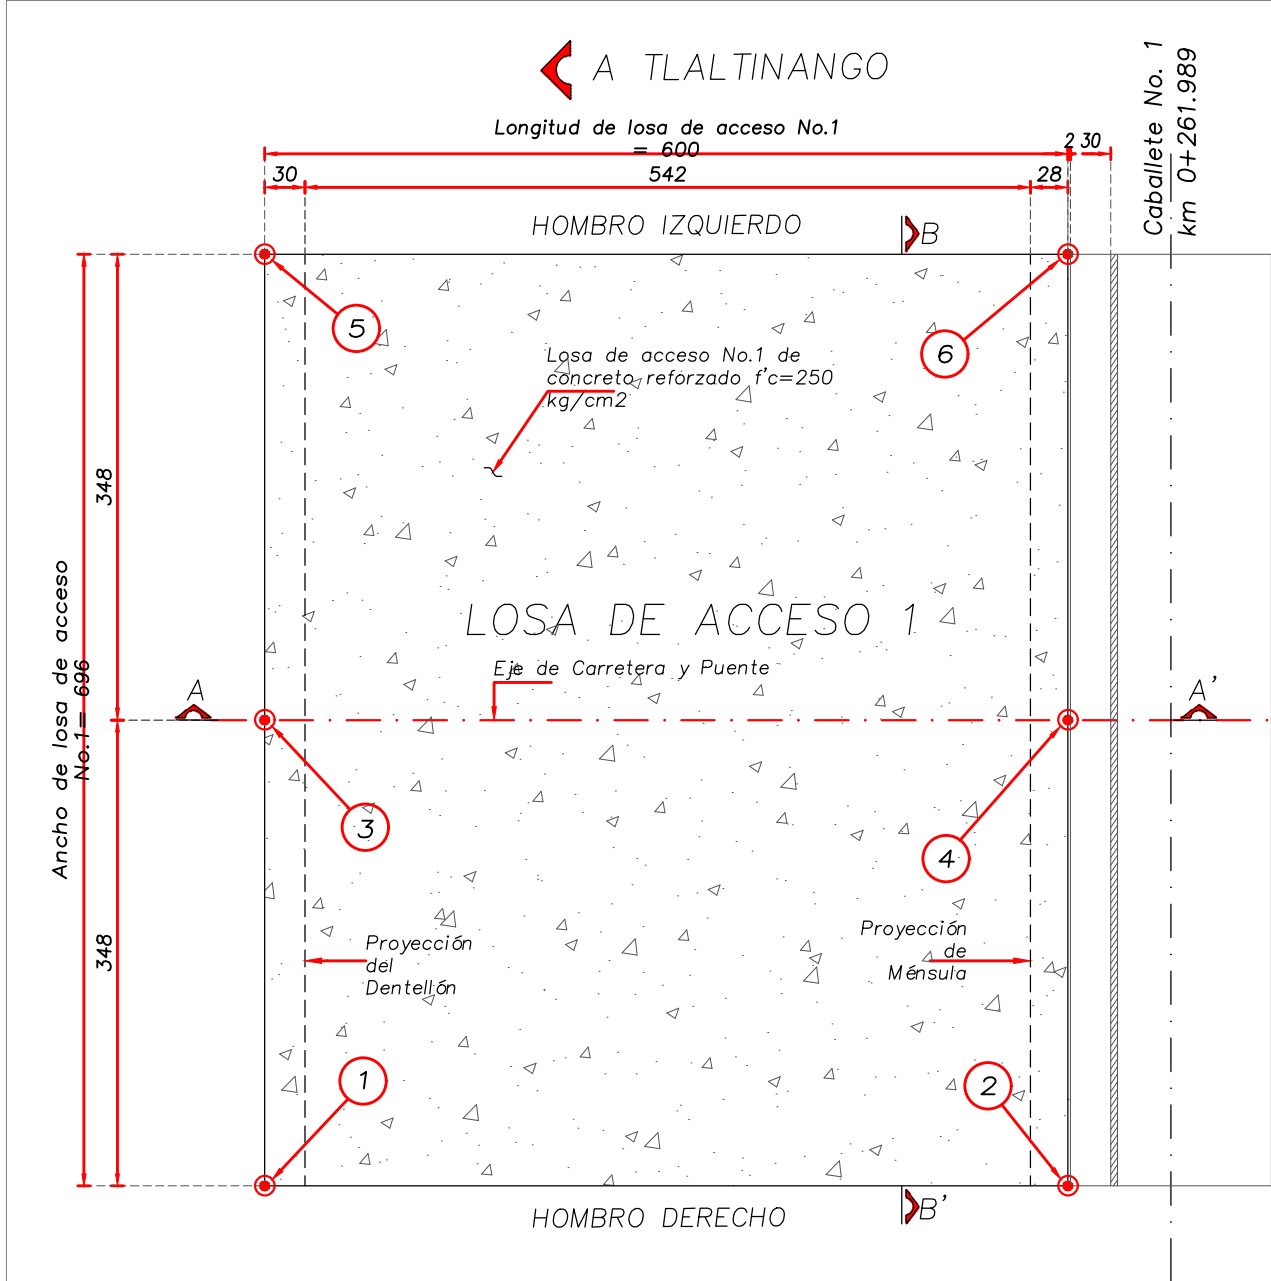 A TLALTINANGO
Caballete No. 1
km 0+261.989
Longitud de losa de acceso No.1
= 600
2 30
30
542
28
HOMBRO IZQUIERDO
B
5
6
Losa de acceso No.1 de
concreto reforzado f'c=250
kg/cm2
348
LOSA DE ACCESO 1
Eje de Carretera y Puente
Ancho de losa de acceso
No.1= 696
A
A'
3
4
348
Proyección
del
Dentellón
Proyección
de
Ménsula
1
2
HOMBRO DERECHO
B'